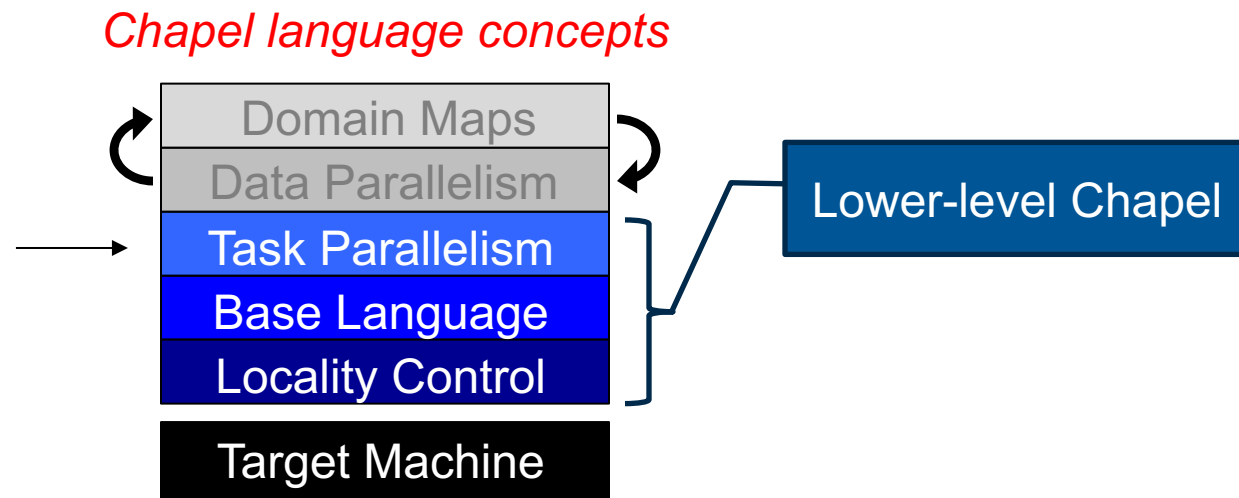 Chapel language concepts
Domain Maps
Data Parallelism
Task Parallelism
Base Language
Locality Control
Target Machine
Lower-level Chapel